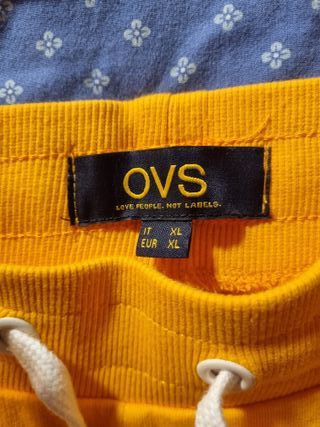 OVS
LOVE PEOPLE. NOT LABELS.
IT XL
EUR XL